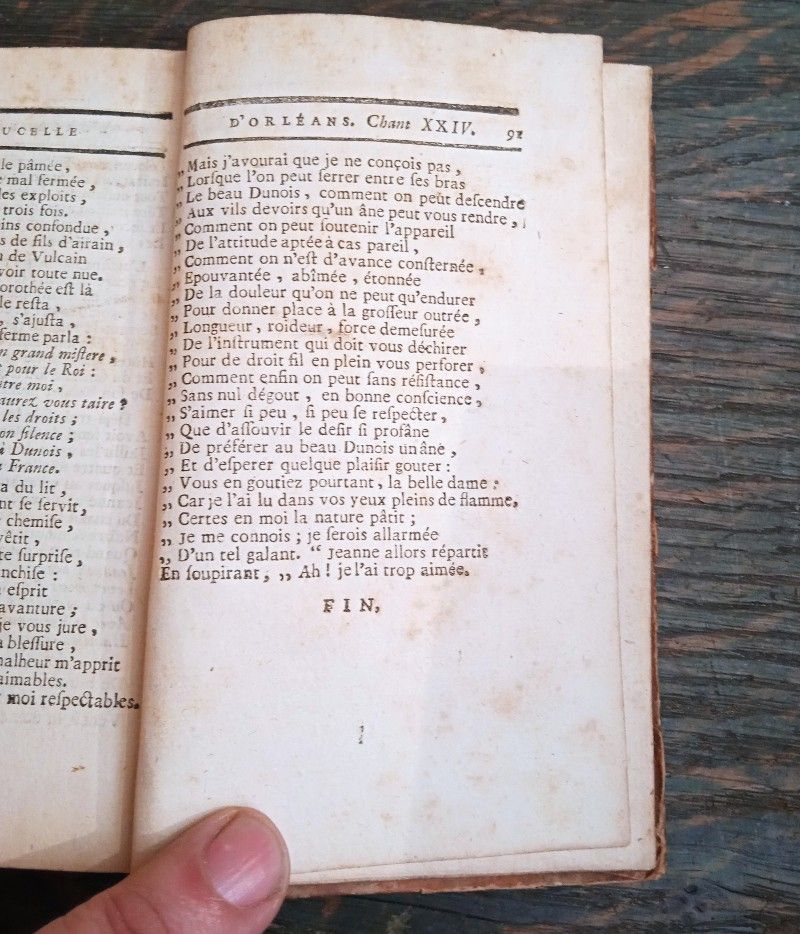 UCELLE
le pâmée,
mal fermée,
les exploits,
trois fois.
ins confondue,
s de fils d'airain,
n de Vulcain
voir toute nue.
orothée eſt là
le reſta,
, s'ajuſta,
ferme parla :
n grand miſtere,
t pour le Roi :
tre moi,
aurez vous taire ?
les droits ;
on ſilence ;
à Dunois,
a France.
a du lit,
nt ſe ſervit,
chemiſe,
vêtit,
te ſurpriſe,
nchiſe :
n eſprit
avanture ;
je vous jure,
a bleſſure,
malheur m'apprit
aimables.
moi reſpectables.
D'ORLÉANS. Chant XXIV. 91
„ Mais j'avourai que je ne conçois pas,
„ Lorſque l'on peut ſerrer entre ſes bras
„ Le beau Dunois, comment on peut deſcendre
„ Aux vils devoirs qu'un âne peut vous rendre,
„ Comment on peut ſoutenir l'appareil
„ De l'attitude aptée à cas pareil,
„ Comment on n'eſt d'avance conſternée,
„ Epouvantée, abîmée, étonnée
„ De la douleur qu'on ne peut qu'endurer
„ Pour donner place à la groſſeur outrée,
„ Longueur, roideur, force demeſurée
„ De l'inſtrument qui doit vous déchirer
„ Pour de droit fil en plein vous perforer,
„ Comment enfin on peut ſans réſiſtance,
„ Sans nul dégout, en bonne conſcience,
„ S'aimer ſi peu, ſi peu ſe reſpecter,
„ Que d'aſſouvir le deſir ſi profâne
„ De préférer au beau Dunois un âne,
„ Et d'eſperer quelque plaiſir gouter :
„ Vous en goutiez pourtant, la belle dame :
„ Car je l'ai lu dans vos yeux pleins de flamme,
„ Certes en moi la nature pâtit ;
„ Je me connois ; je ſerois allarmée
„ D'un tel galant. “ Jeanne allors répartit
En ſoupirant, „ Ah ! je l'ai trop aimée.
FIN,